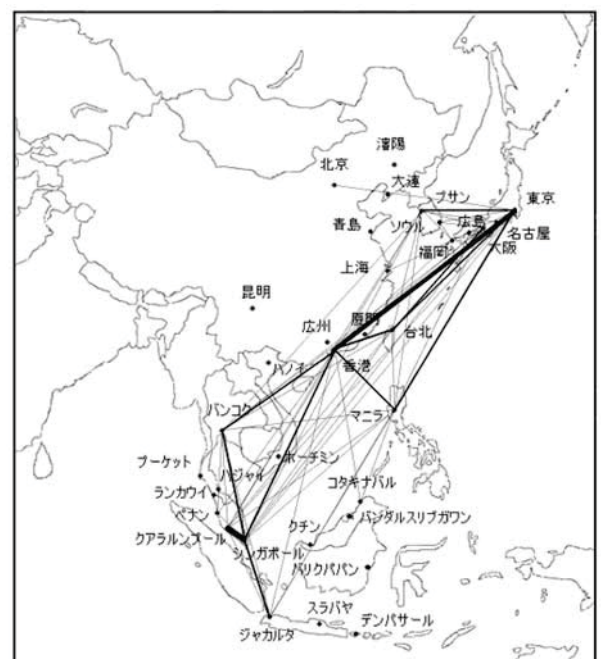 瀋陽
北京
大連
プサン
東京
青島
ソウル
広島
名古屋
福岡
大阪
上海
昆明
広州
厦門
台北
香港
ハノイ
バンコク
マニラ
プーケット
ハジャイ
ホーチミン
コタキナバル
ランカウイ
ペナン
クチン
バンダルスリブガワン
クアラルンプール
シンガポール
バリクパパン
スラバヤ
デンパサール
ジャカルタ